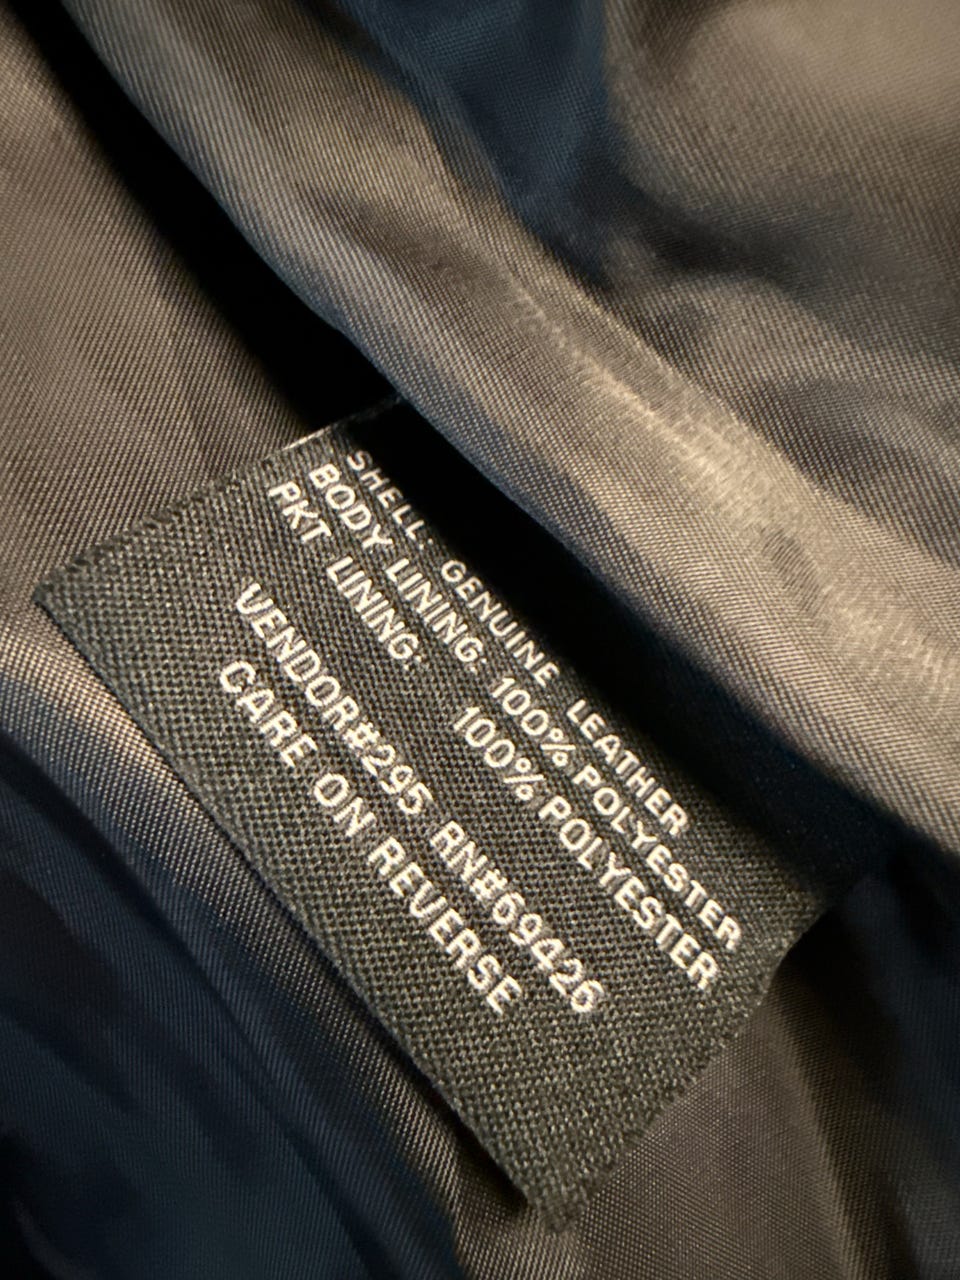 SHELL: GENUINE LEATHER
BODY LINING: 100% POLYESTER
PKT LINING: 100% POLYESTER
VENDOR#295 RN#69426
CARE ON REVERSE